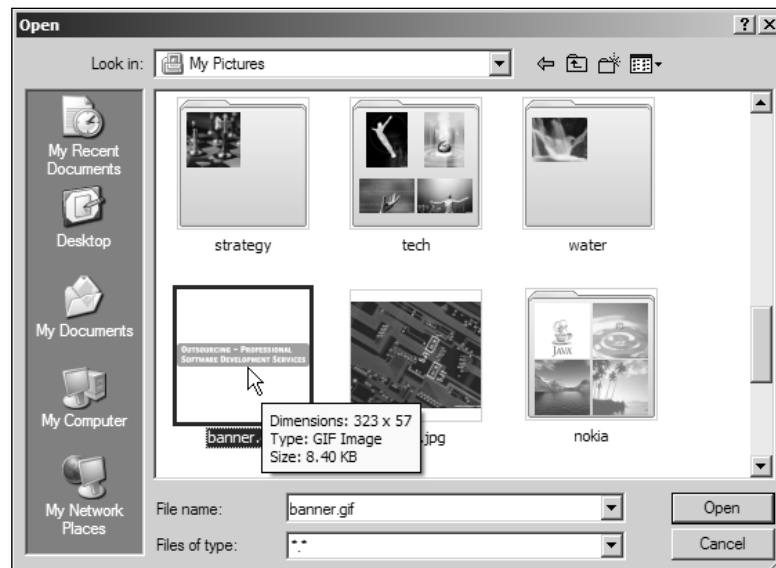 Open
Look in:
My Pictures
My Recent
Documents
Desktop
My Documents
My Computer
My Network
Places
strategy
tech
water
OUTSOURCING – PROFESSIONAL
SOFTWARE DEVELOPMENT SERVICES
JAVA
banner.
.jpg
nokia
Dimensions: 323 x 57
Type: GIF Image
Size: 8.40 KB
File name:
banner.gif
Open
Files of type:
*.*
Cancel